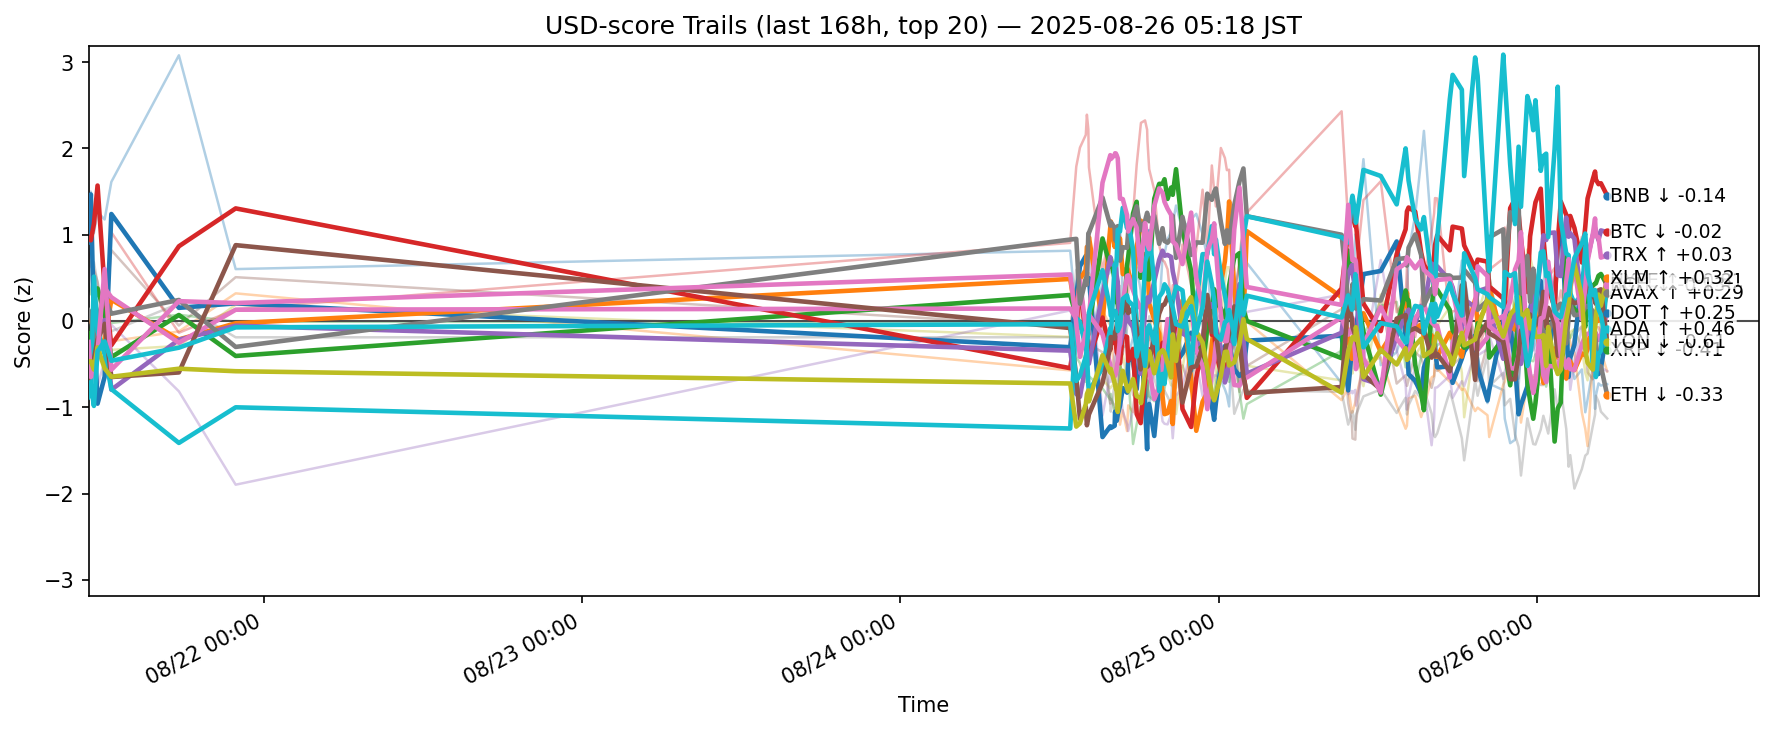 USD-score Trails (last 168h, top 20) — 2025-08-26 05:18 JST
Score (z)
3
2
1
0
−1
−2
−3
BNB ↓ -0.14
BTC ↓ -0.02
TRX ↑ +0.03
XLM ↑ +0.32
AVAX ↑ +0.29
DOT ↑ +0.25
ADA ↑ +0.46
TON ↓ -0.61
XRP ↓ -0.41
ETH ↓ -0.33
08/22 00:00
08/23 00:00
08/24 00:00
08/25 00:00
08/26 00:00
Time